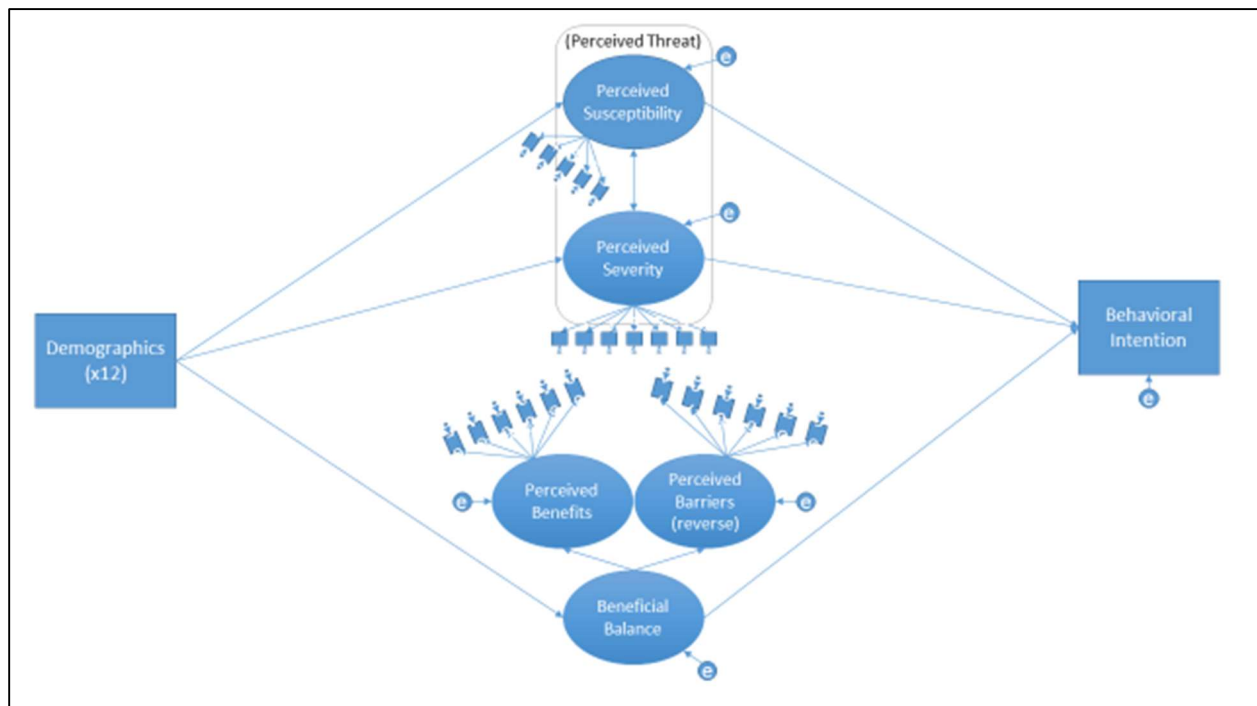 (Perceived Threat)
e
Perceived
Susceptibility
e
Perceived
Severity
Demographics
(x12)
Behavioral
Intention
e
Perceived
Benefits
e
Perceived
Barriers
(reverse)
e
Beneficial
Balance
e